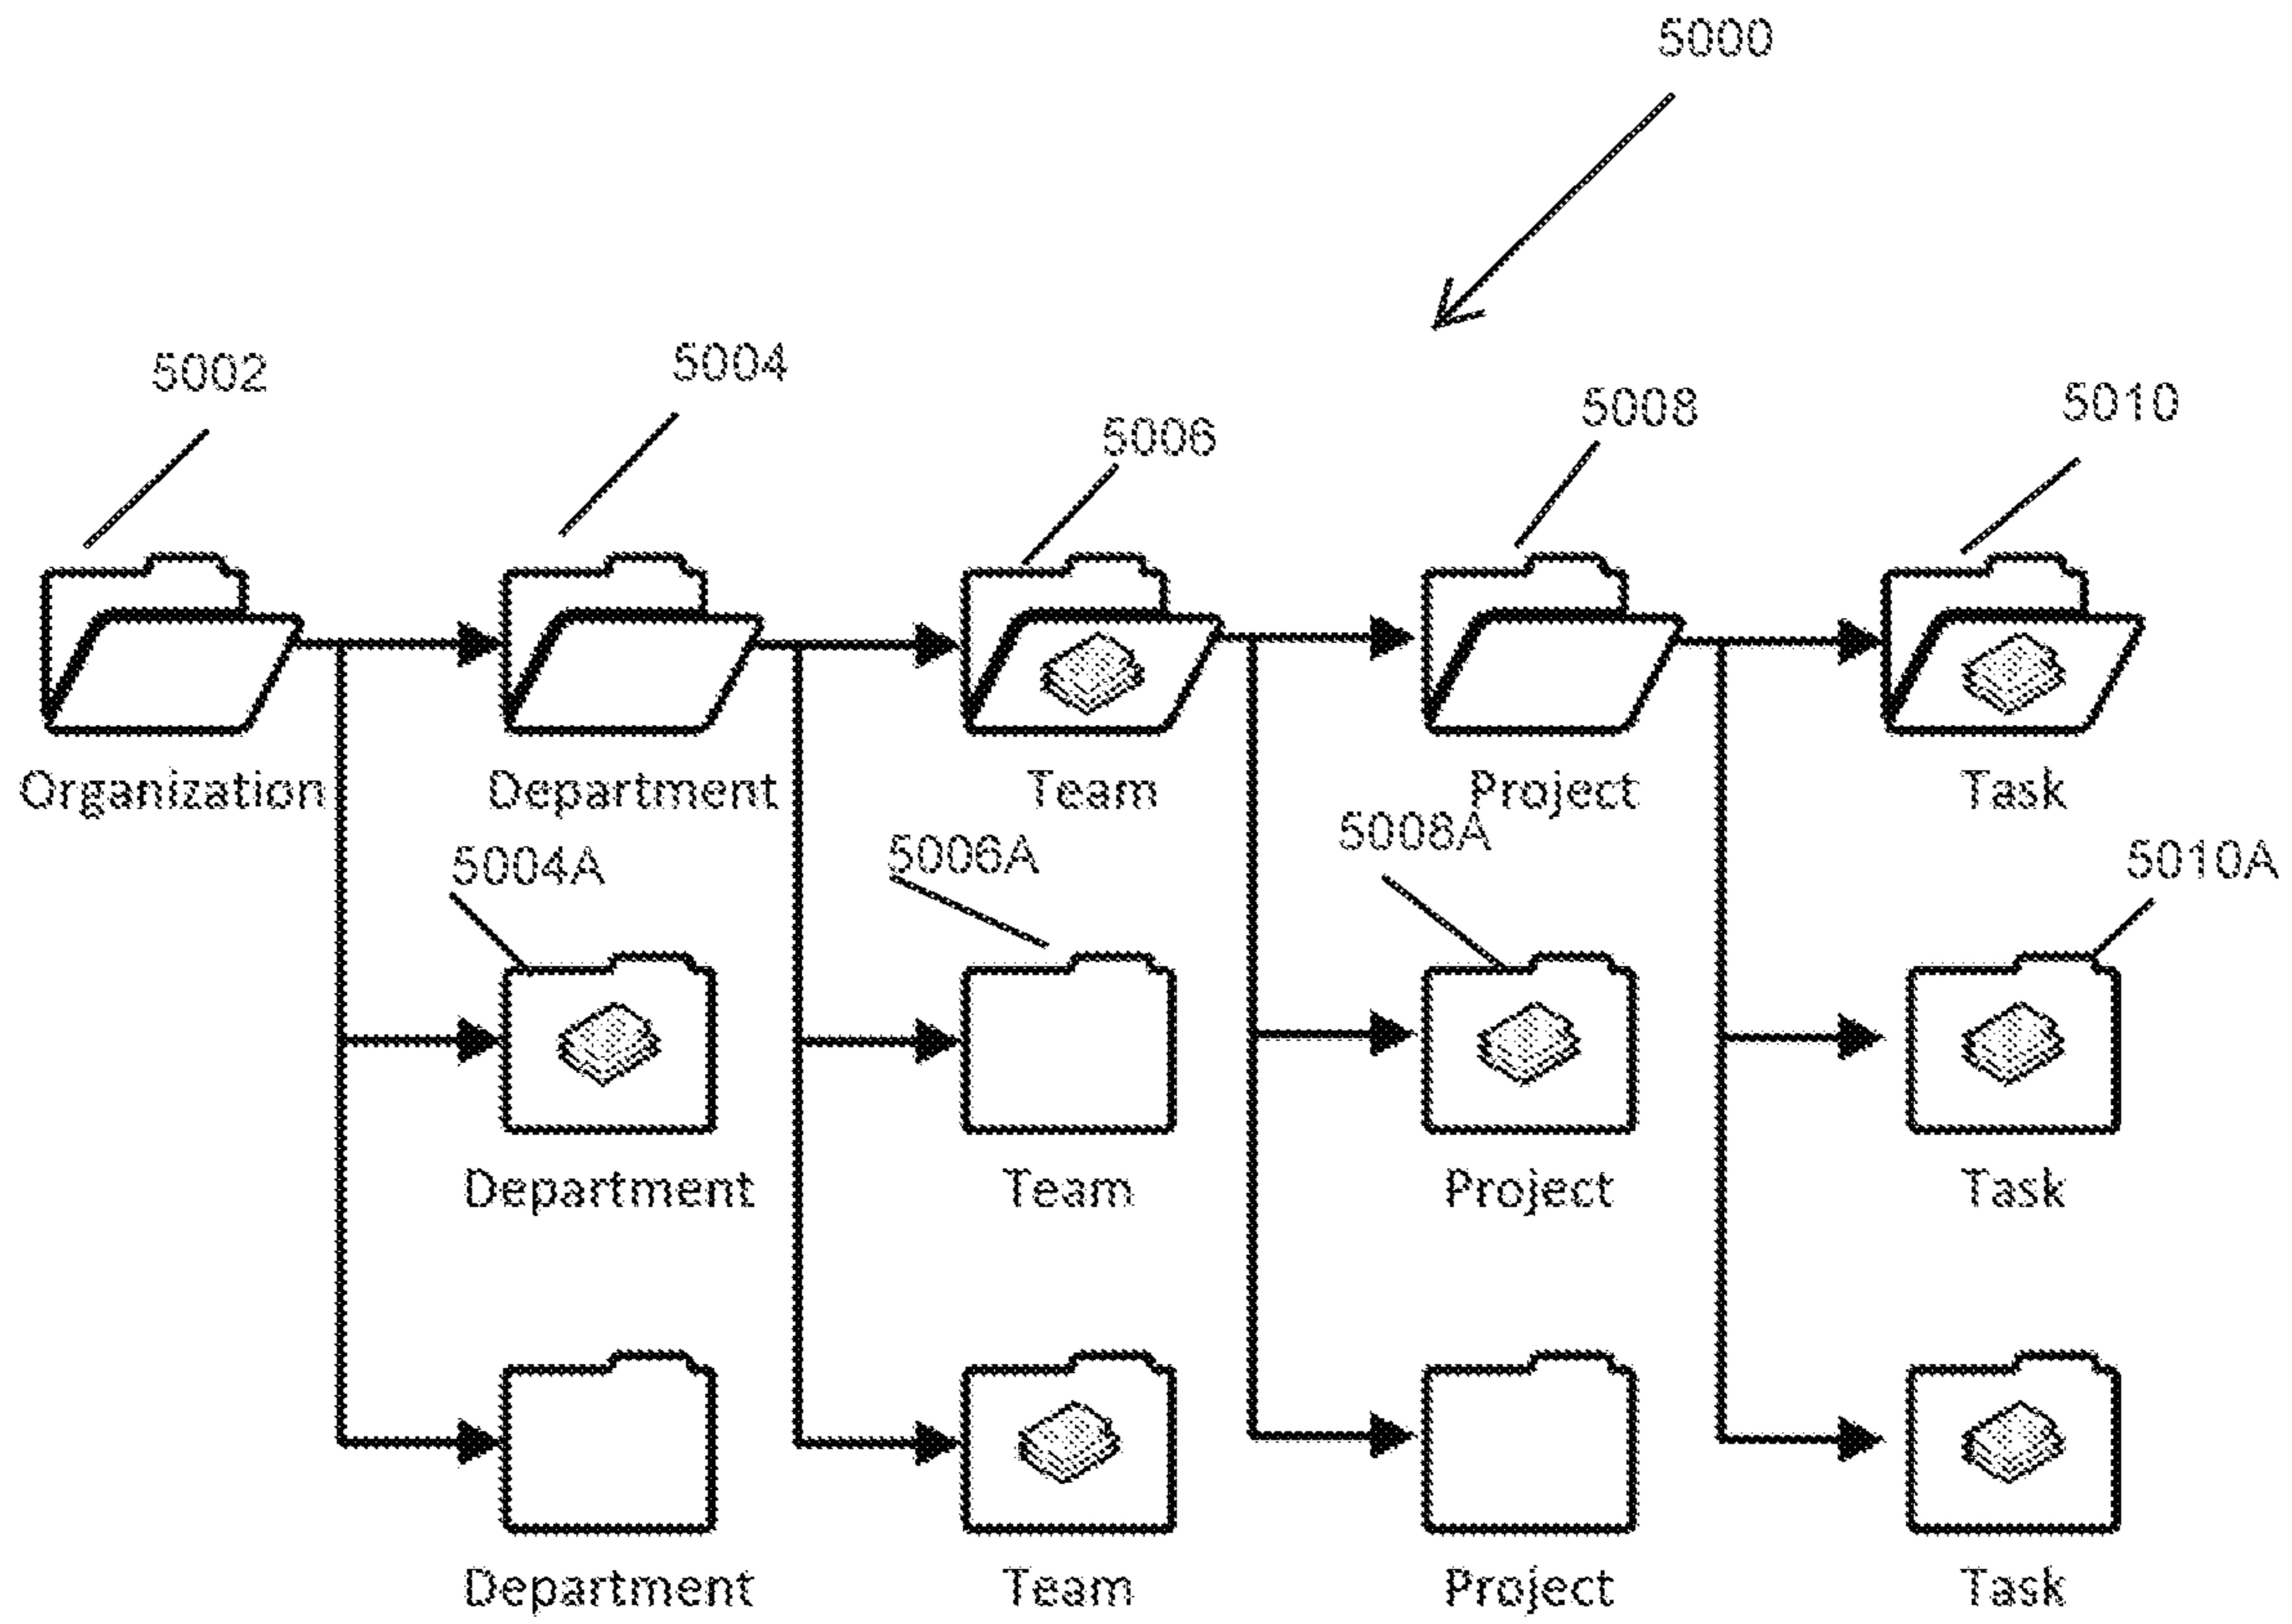 5000
5002
5004
5006
5008
5010
Organization
Department
Team
Project
Task
5004A
5006A
5008A
5010A
Department
Team
Project
Task
Department
Team
Project
Task